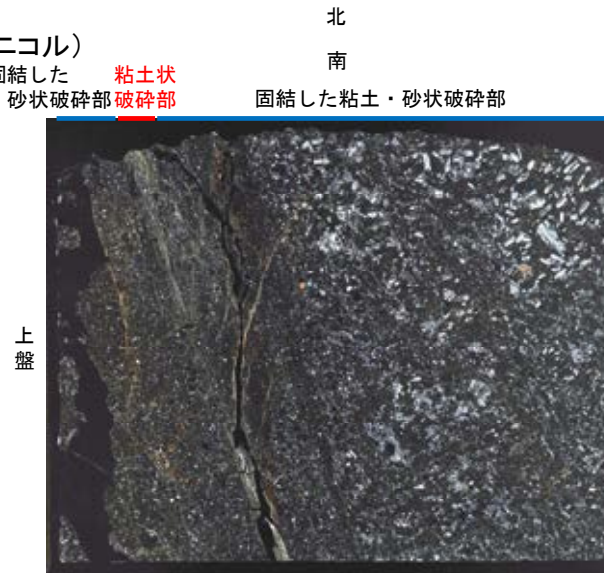 北
ニコル）
南
固結した
粘土状
・砂状破砕部
破砕部
固結した粘土・砂状破砕部
上
盤